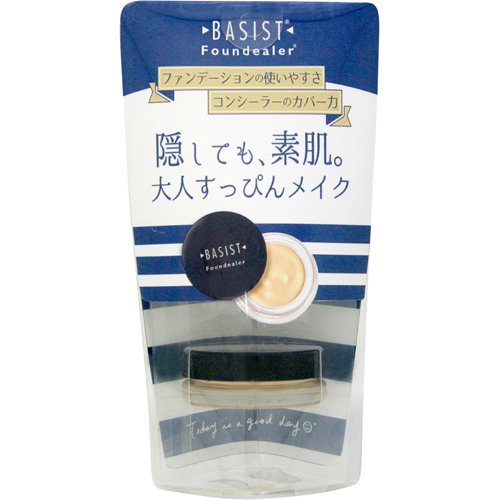 BASIST®
Foundealer®
ファンデーションの使いやすさ
コンシーラーのカバー力
隠しても、素肌。
大人すっぴんメイク
BASIST
Foundealer
Today is a good day